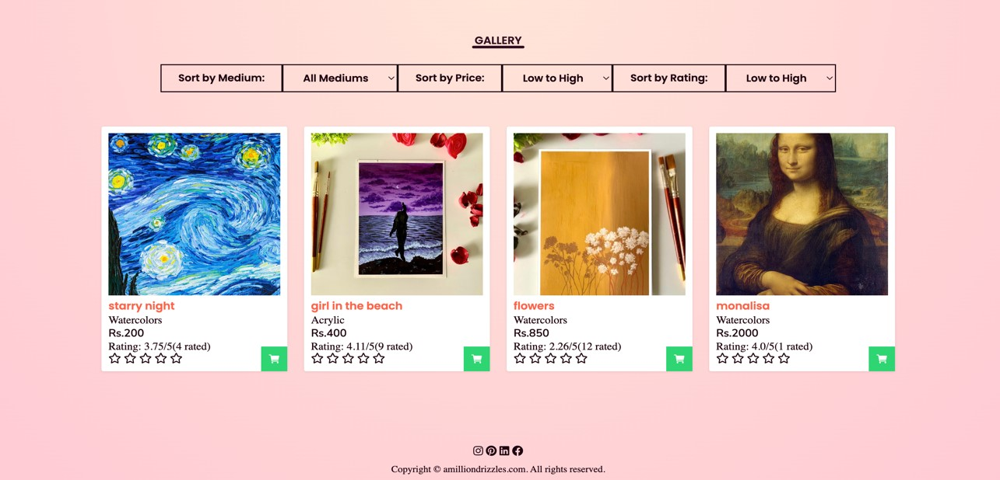 GALLERY
Sort by Medium: All Mediums Sort by Price: Low to High Sort by Rating: Low to High
starry night
Watercolors
Rs.200
Rating: 3.75/5(4 rated)
girl in the beach
Acrylic
Rs.400
Rating: 4.11/5(9 rated)
flowers
Watercolors
Rs.850
Rating: 2.26/5(12 rated)
monalisa
Watercolors
Rs.2000
Rating: 4.0/5(1 rated)
Copyright © amilliondrizzles.com. All rights reserved.